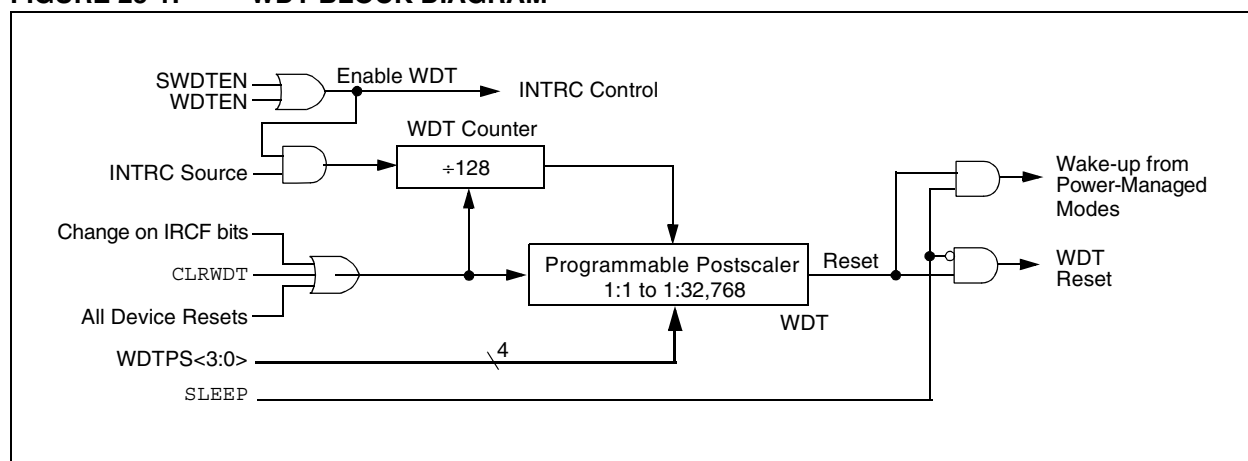 SWDTEN
WDTEN
Enable WDT
INTRC Control
WDT Counter
INTRC Source
÷128
Wake-up from
Power-Managed
Modes
Change on IRCF bits
CLRWDT
Programmable Postscaler
1:1 to 1:32,768
Reset
WDT
Reset
All Device Resets
WDT
WDTPS<3:0>
4
SLEEP